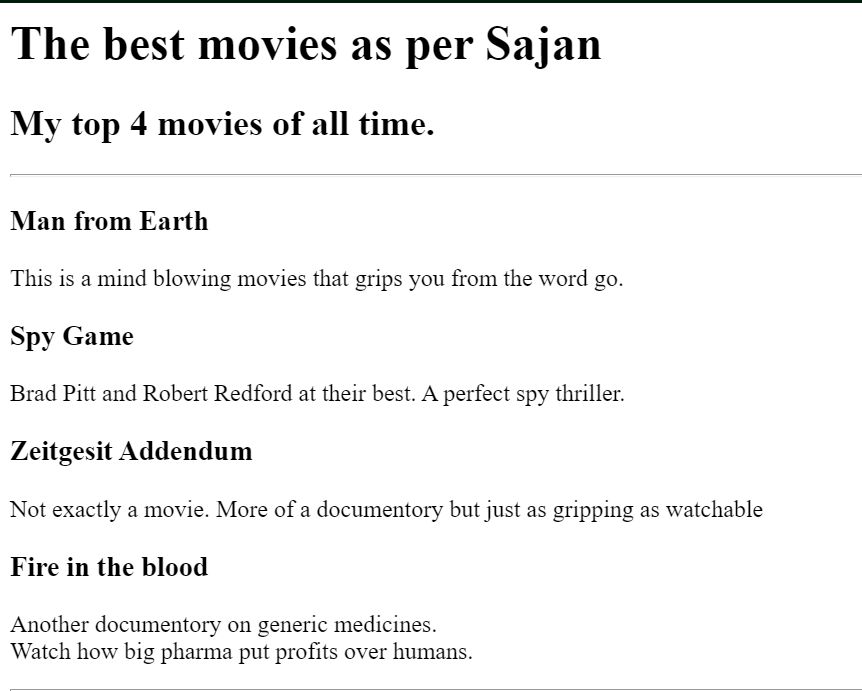 The best movies as per Sajan
My top 4 movies of all time.
Man from Earth
This is a mind blowing movies that grips you from the word go.
Spy Game
Brad Pitt and Robert Redford at their best. A perfect spy thriller.
Zeitgesit Addendum
Not exactly a movie. More of a documentory but just as gripping as watchable
Fire in the blood
Another documentory on generic medicines.
Watch how big pharma put profits over humans.